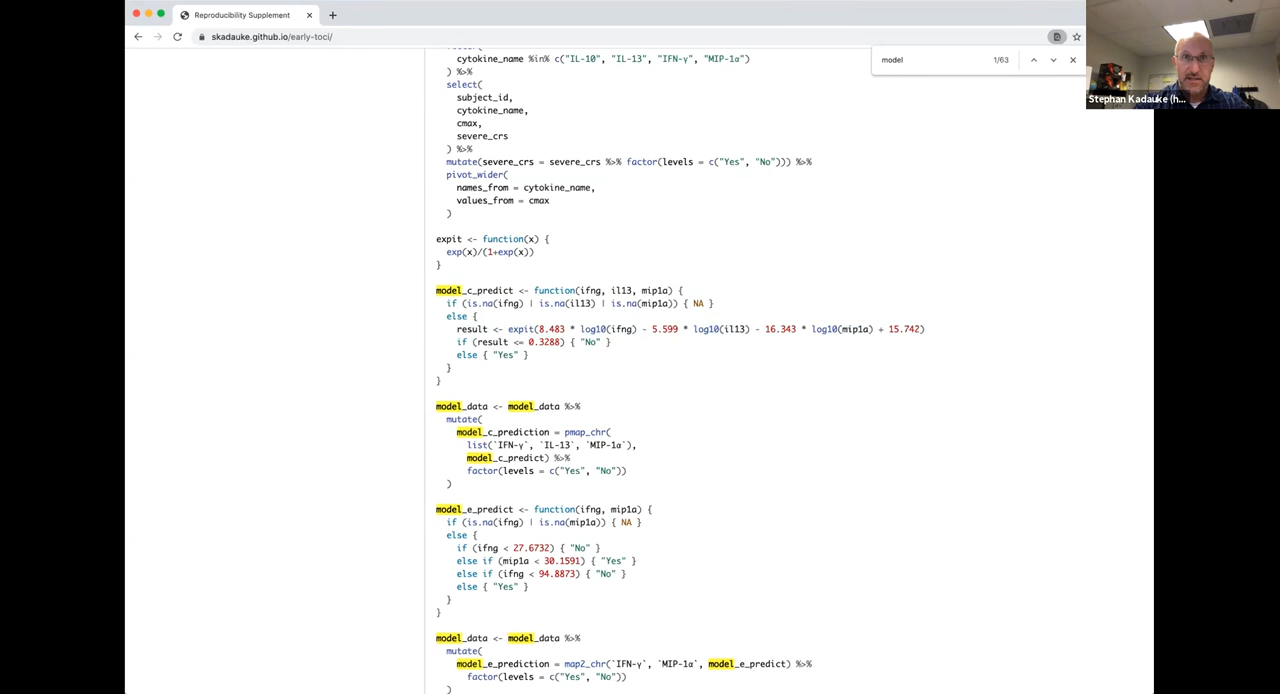 Reproducibility Supplement
skadauke.github.io/early-toci/
model
1/63
Stephan Kadauke (h...
cytokine_name %in% c("IL-10", "IL-13", "IFN-γ", "MIP-1α")
) %>%
select(
subject_id,
cytokine_name,
cmax,
severe_crs
) %>%
mutate(severe_crs = severe_crs %>% factor(levels = c("Yes", "No"))) %>%
pivot_wider(
names_from = cytokine_name,
values_from = cmax
)
expit <- function(x) {
exp(x)/(1+exp(x))
}
model_c_predict <- function(ifng, il13, mip1a) {
if (is.na(ifng) | is.na(il13) | is.na(mip1a)) { NA }
else {
result <- expit(8.483 * log10(ifng) - 5.599 * log10(il13) - 16.343 * log10(mip1a) + 15.742)
if (result <= 0.3288) { "No" }
else { "Yes" }
}
}
model_data <- model_data %>%
mutate(
model_c_prediction = pmap_chr(
list(`IFN-γ`, `IL-13`, `MIP-1α`),
model_c_predict) %>%
factor(levels = c("Yes", "No"))
)
model_e_predict <- function(ifng, mip1a) {
if (is.na(ifng) | is.na(mip1a)) { NA }
else {
if (ifng < 27.6732) { "No" }
else if (mip1a < 30.1591) { "Yes" }
else if (ifng < 94.8873) { "No" }
else { "Yes" }
}
}
model_data <- model_data %>%
mutate(
model_e_prediction = map2_chr(`IFN-γ`, `MIP-1α`, model_e_predict) %>%
factor(levels = c("Yes", "No"))
)